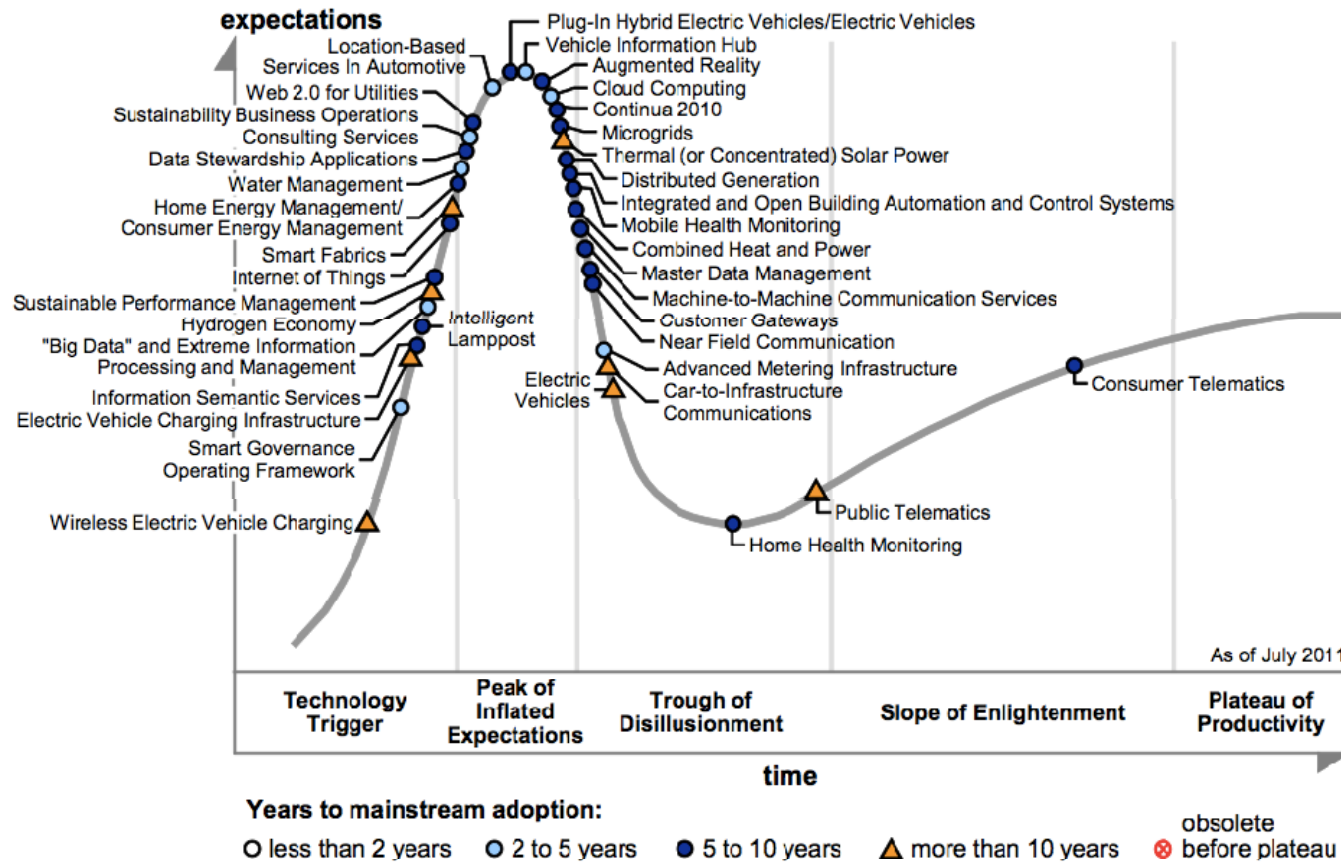 expectations
Plug-In Hybrid Electric Vehicles/Electric Vehicles
Location-Based
Services In Automotive
Vehicle Information Hub
Augmented Reality
Web 2.0 for Utilities
Cloud Computing
Sustainability Business Operations
Consulting Services
Continua 2010
Microgrids
Data Stewardship Applications
Thermal (or Concentrated) Solar Power
Water Management
Distributed Generation
Home Energy Management/
Consumer Energy Management
Integrated and Open Building Automation and Control Systems
Mobile Health Monitoring
Smart Fabrics
Combined Heat and Power
Internet of Things
Master Data Management
Sustainable Performance Management
Machine-to-Machine Communication Services
Hydrogen Economy
Intelligent
Lamppost
Customer Gateways
"Big Data" and Extreme Information
Processing and Management
Near Field Communication
Advanced Metering Infrastructure
Information Semantic Services
Electric
Vehicles
Car-to-Infrastructure
Communications
Consumer Telematics
Electric Vehicle Charging Infrastructure
Smart Governance
Operating Framework
Wireless Electric Vehicle Charging
Public Telematics
Home Health Monitoring
As of July 2011
Technology
Trigger
Peak of
Inflated
Expectations
Trough of
Disillusionment
Slope of Enlightenment
Plateau of
Productivity
time
Years to mainstream adoption:
less than 2 years
2 to 5 years
5 to 10 years
more than 10 years
obsolete
before plateau